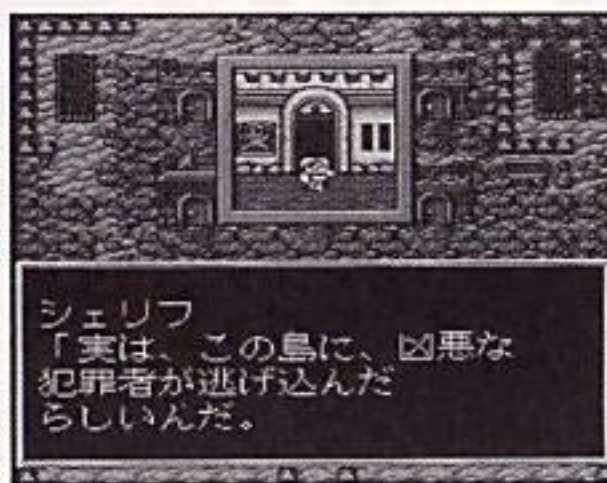 シェリフ
「実は、この島に、凶悪な
犯罪者が逃げ込んだ
らしいんだ。